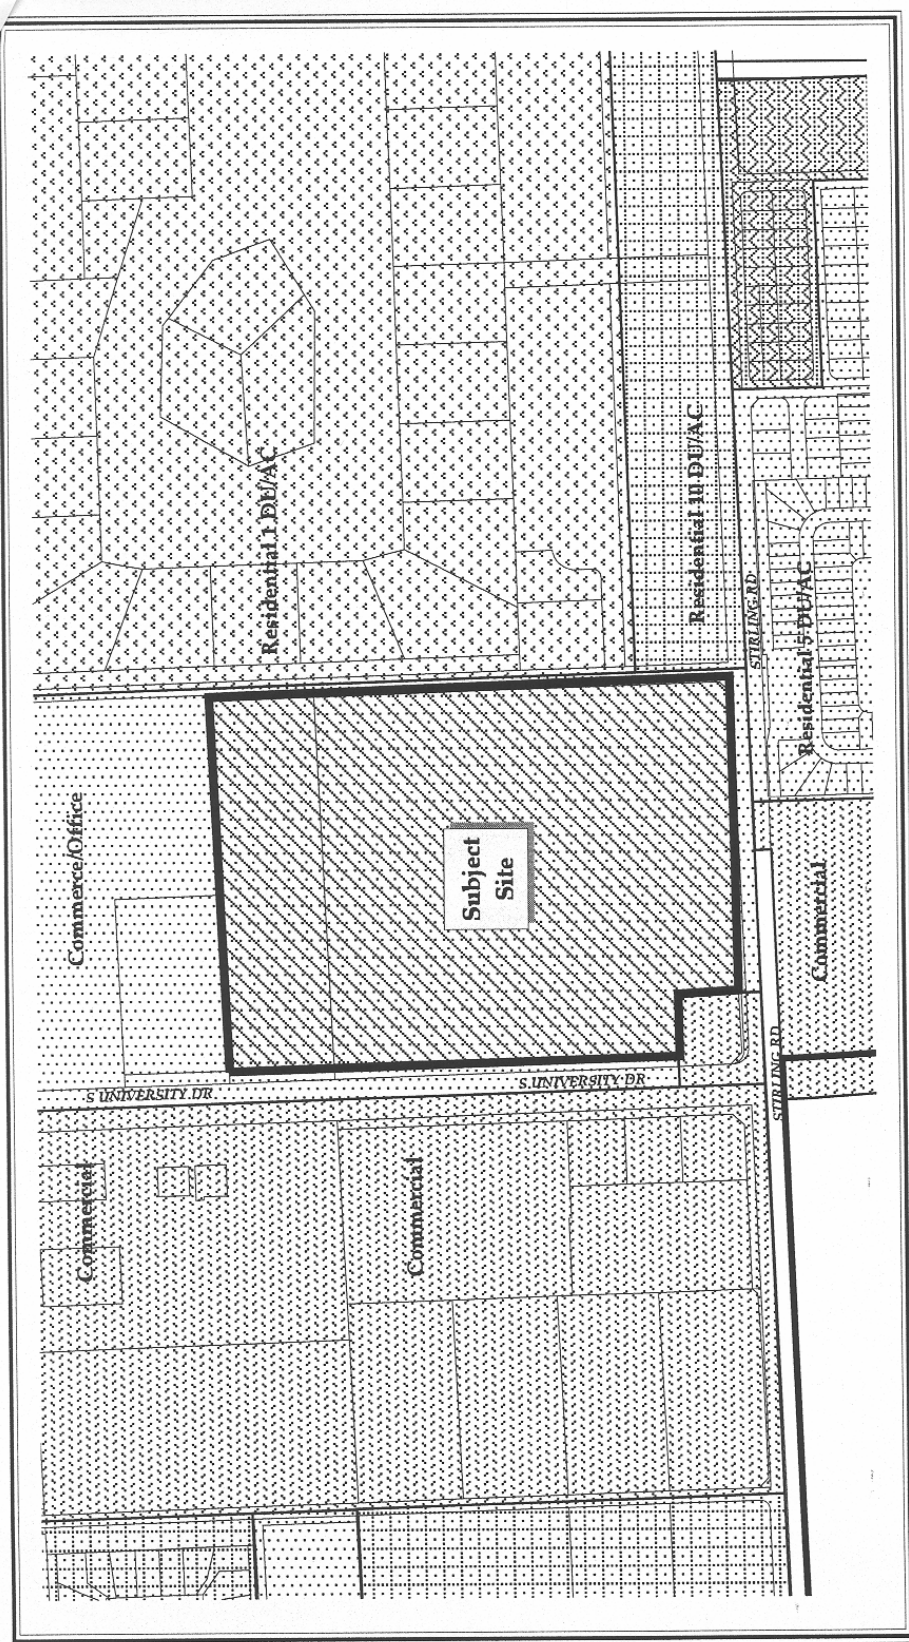 Commerce/Office
Residential 1 DU/AC
Residential 10 DU/AC
STIRLING RD
Residential 5 DU/AC
Subject
Site
Commercial
S UNIVERSITY DR
S UNIVERSITY DR
STIRLING RD
Commercial
Commercial